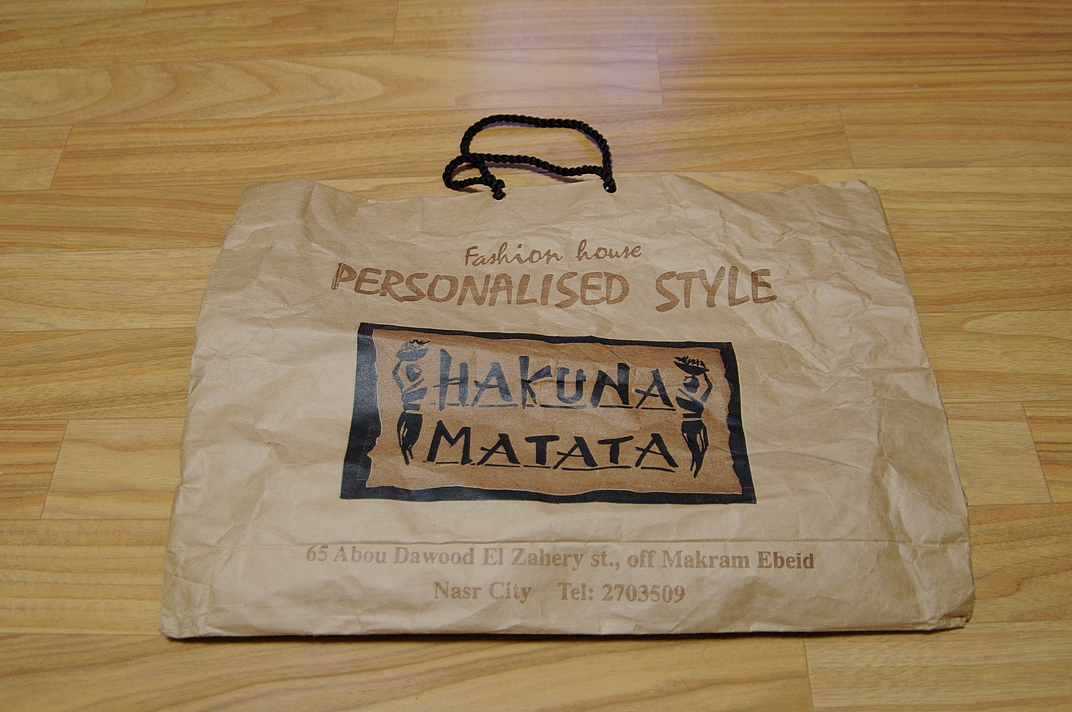 Fashion house
PERSONALISED STYLE
HAKUNA
MATATA
65 Abou Dawood El Zahery st., off Makram Ebeid
Nasr City Tel: 2703509